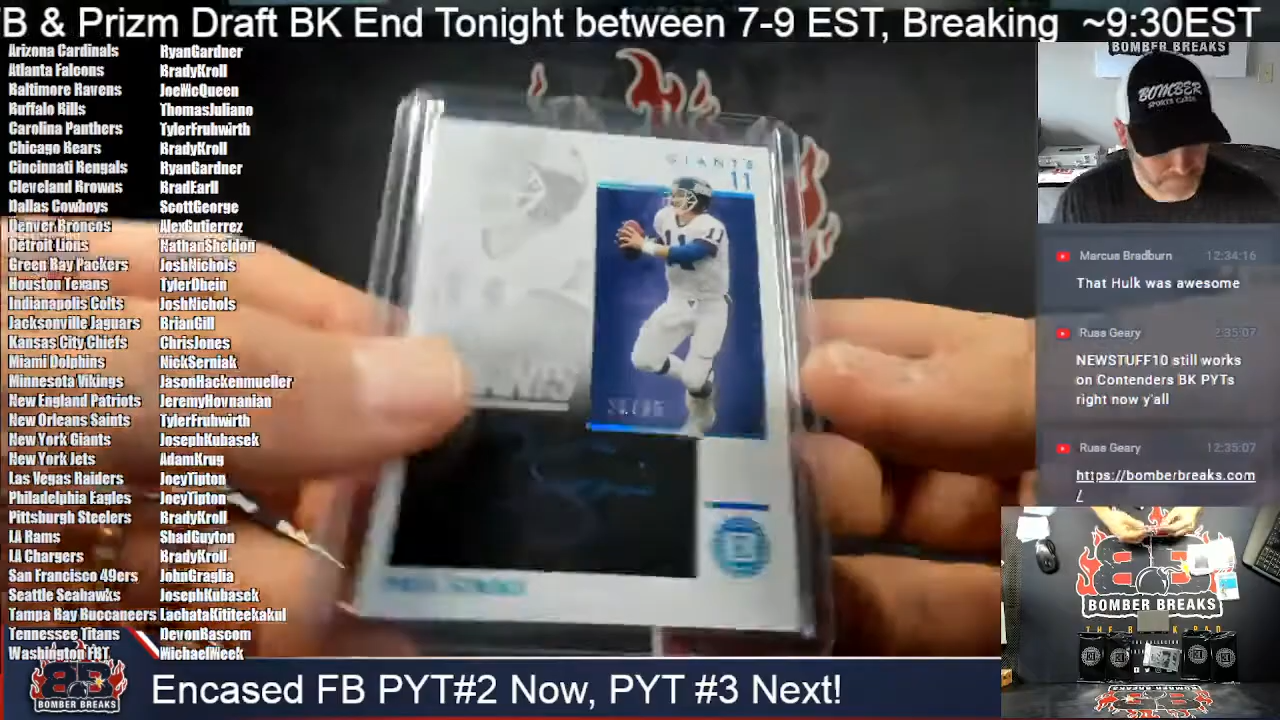 FB & Prizm Draft BK End Tonight between 7-9 EST, Breaking ~9:30EST
Arizona Cardinals RyanGardner
Atlanta Falcons BradyKroll
Baltimore Ravens JoeMcQueen
Buffalo Bills ThomasJuliano
Carolina Panthers TylerFruhwirth
Chicago Bears BradyKroll
Cincinnati Bengals RyanGardner
Cleveland Browns BradEarll
Dallas Cowboys ScottGeorge
Denver Broncos AlexGutierrez
Detroit Lions NathanSheldon
Green Bay Packers JoshNichols
Houston Texans TylerDhein
Indianapolis Colts JoshNichols
Jacksonville Jaguars BrianGill
Kansas City Chiefs ChrisJones
Miami Dolphins NickSerniak
Minnesota Vikings JasonHackenmueller
New England Patriots JeremyHovnanian
New Orleans Saints TylerFruhwirth
New York Giants JosephKubasek
New York Jets AdamKrug
Las Vegas Raiders JoeyTipton
Philadelphia Eagles JoeyTipton
Pittsburgh Steelers BradyKroll
LA Rams ShadGuyton
LA Chargers BradyKroll
San Francisco 49ers JohnGraglia
Seattle Seahawks JosephKubasek
Tampa Bay Buccaneers LachataKititeekakul
Tennessee Titans DevonBascom
Washington FBT MichaelMeek
GIANTS
11
11
BOMBER BREAKS
BOMBER
SPORTS CARDS
Marcus Bradburn 12:34:16
That Hulk was awesome
Russ Geary 2:35:07
NEWSTUFF10 still works
on Contenders BK PYTs
right now y'all
Russ Geary 12:35:07
https://bomberbreaks.com
/
BOMBER BREAKS
BOMBER BREAKS
BOMBER BREAKS
Encased FB PYT#2 Now, PYT #3 Next!